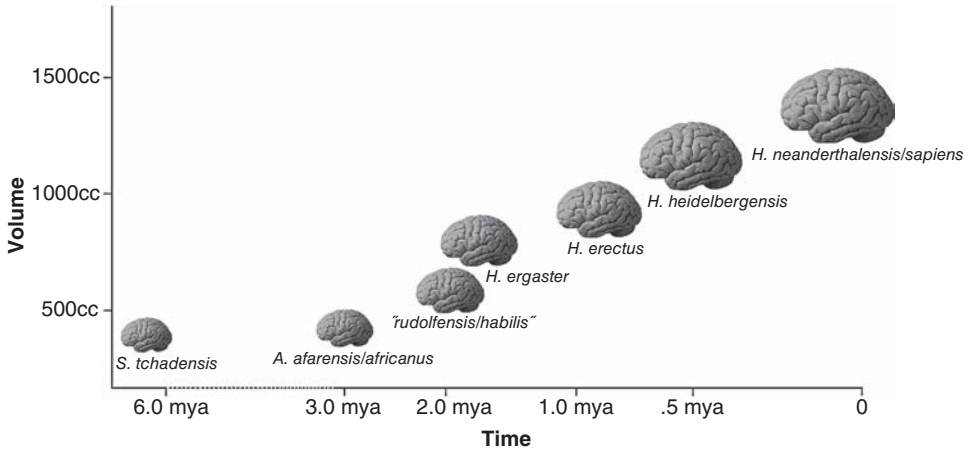 1500cc
1000cc
500cc
Volume
H. neanderthalensis/sapiens
H. heidelbergensis
H. erectus
H. ergaster
˝rudolfensis/habilis˝
A. afarensis/africanus
S. tchadensis
6.0 mya 3.0 mya 2.0 mya 1.0 mya .5 mya 0
Time